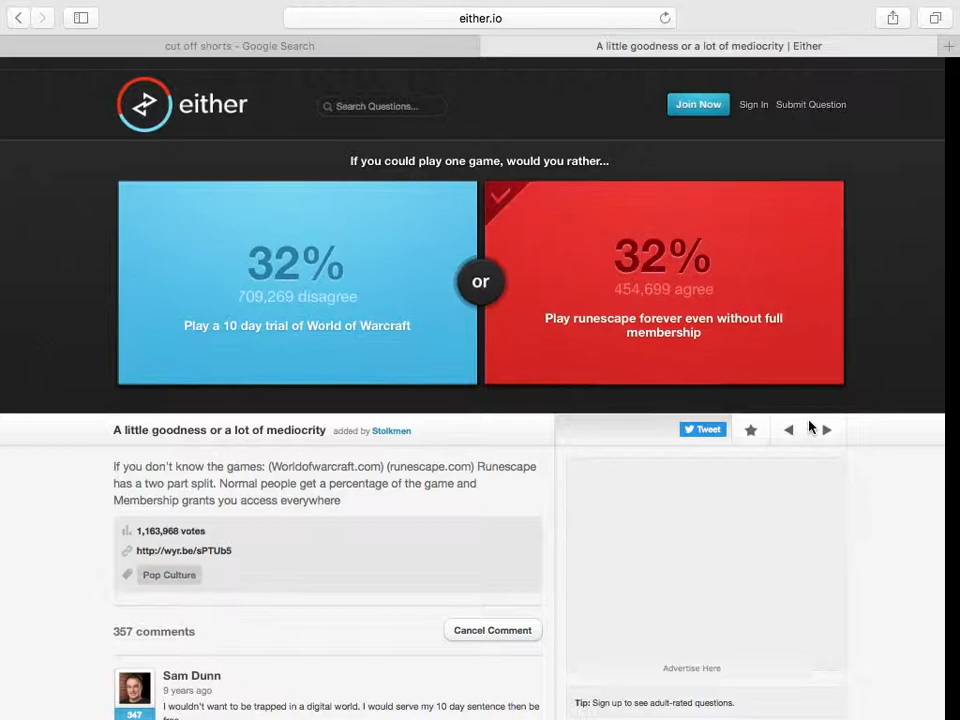 either.io
cut off shorts – Google Search
A little goodness or a lot of mediocrity | Either
either
Search Questions...
Join Now
Sign In
Submit Question
If you could play one game, would you rather...
32%
709,269 disagree
Play a 10 day trial of World of Warcraft
or
32%
454,699 agree
Play runescape forever even without full
membership
A little goodness or a lot of mediocrity added by Stolkmen
Tweet
If you don't know the games: (Worldofwarcraft.com) (runescape.com) Runescape
has a two part split. Normal people get a percentage of the game and
Membership grants you access everywhere
1,163,968 votes
http://wyr.be/sPTUb5
Pop Culture
357 comments
Cancel Comment
Advertise Here
Sam Dunn
9 years ago
347
I wouldn't want to be trapped in a digital world. I would serve my 10 day sentence then be
free
Tip: Sign up to see adult-rated questions.